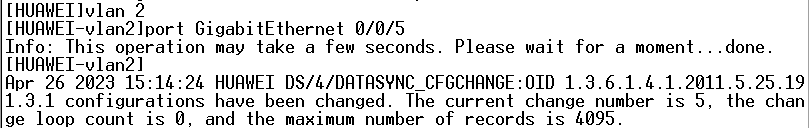 [HUAWEI]vlan 2
[HUAWEI-vlan2]port GigabitEthernet 0/0/5
Info: This operation may take a few seconds. Please wait for a moment...done.
[HUAWEI-vlan2]
Apr 26 2023 15:14:24 HUAWEI DS/4/DATASYNC_CFGCHANGE:OID 1.3.6.1.4.1.2011.5.25.19
1.3.1 configurations have been changed. The current change number is 5, the chan
ge loop count is 0, and the maximum number of records is 4095.